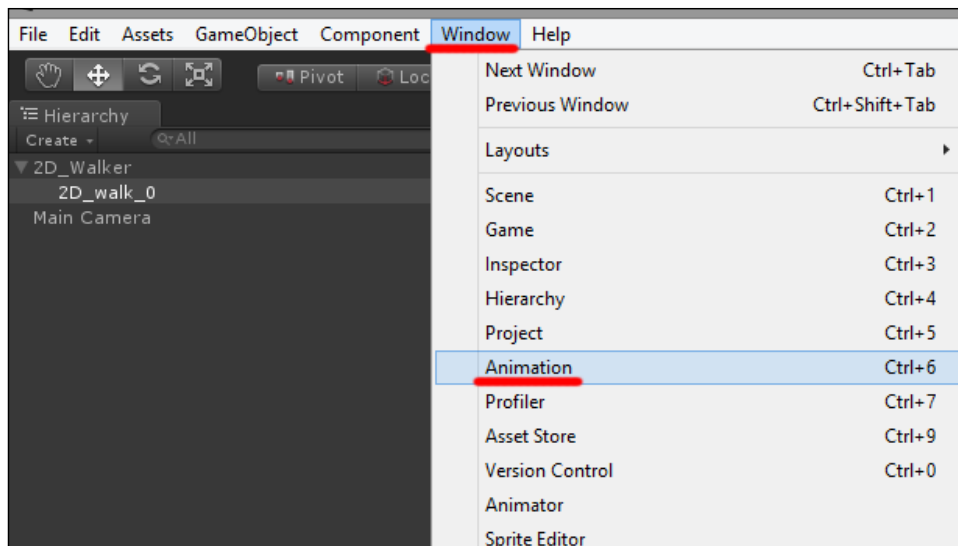 File Edit Assets GameObject Component Window Help
Pivot Loc
Hierarchy
Create All
2D_Walker
2D_walk_0
Main Camera
Next Window Ctrl+Tab
Previous Window Ctrl+Shift+Tab
Layouts
Scene Ctrl+1
Game Ctrl+2
Inspector Ctrl+3
Hierarchy Ctrl+4
Project Ctrl+5
Animation Ctrl+6
Profiler Ctrl+7
Asset Store Ctrl+9
Version Control Ctrl+0
Animator
Sprite Editor